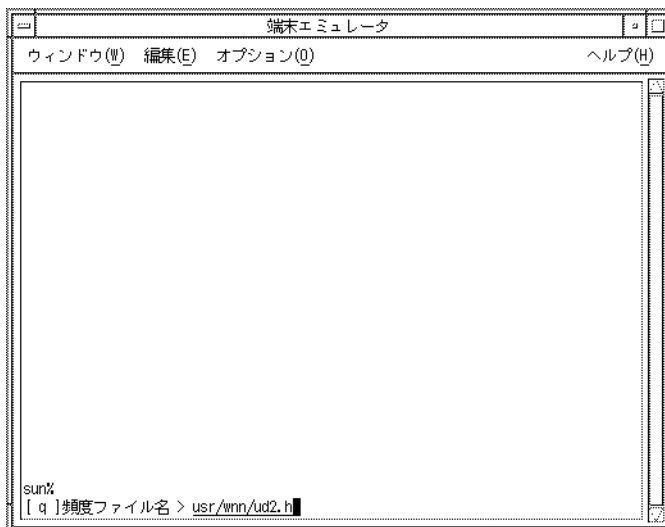 端末エミュレータ
ウィンドウ(W) 編集(E) オプション(O) ヘルプ(H)
sun%
[ q ]頻度ファイル名 > usr/wnn/ud2.h